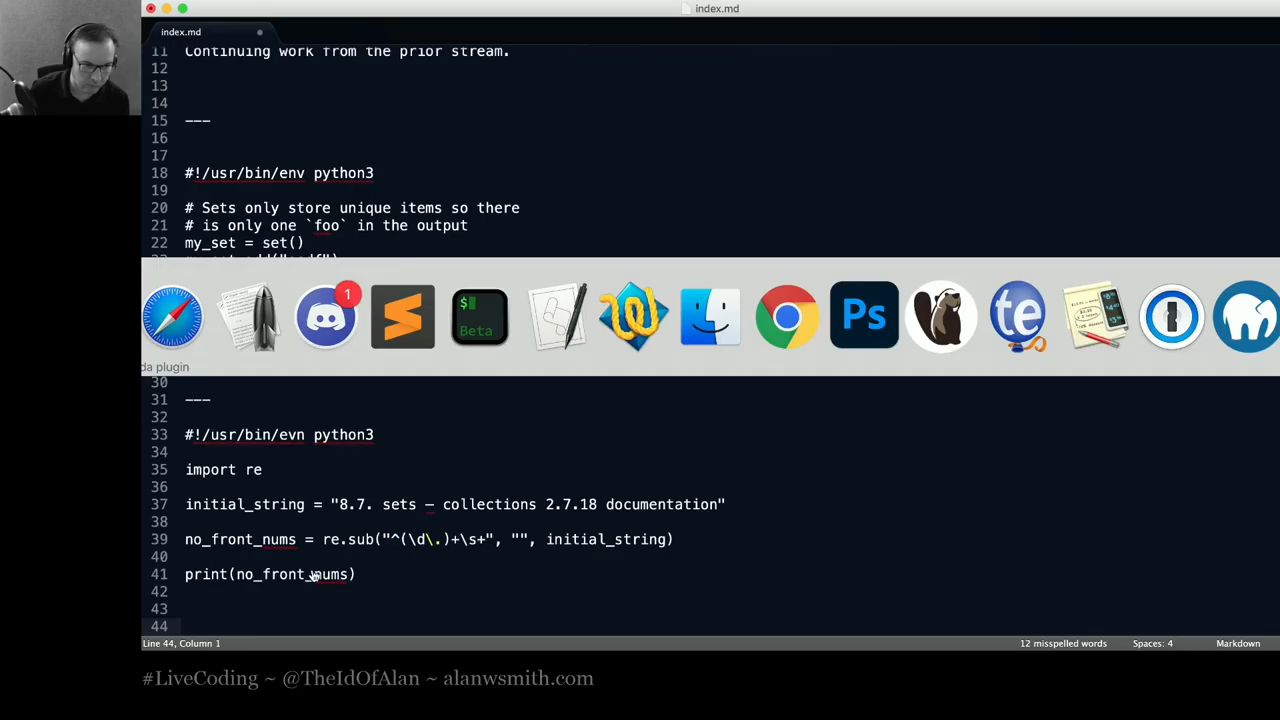 index.md
index.md
11 Continuing work from the prior stream.
12
13
14
15 ---
16
17
18 #!/usr/bin/env python3
19
20 # Sets only store unique items so there
21 # is only one `foo` in the output
22 my_set = set()
1
$
Beta
Ps
te
da plugin
30
31 ---
32
33 #!/usr/bin/evn python3
34
35 import re
36
37 initial_string = "8.7. sets — collections 2.7.18 documentation"
38
39 no_front_nums = re.sub("^(\d\.)+\s+", "", initial_string)
40
41 print(no_front_nums)
42
43
44
Line 44, Column 1 12 misspelled words Spaces: 4 Markdown
#LiveCoding ~ @TheIdOfAlan ~ alanwsmith.com